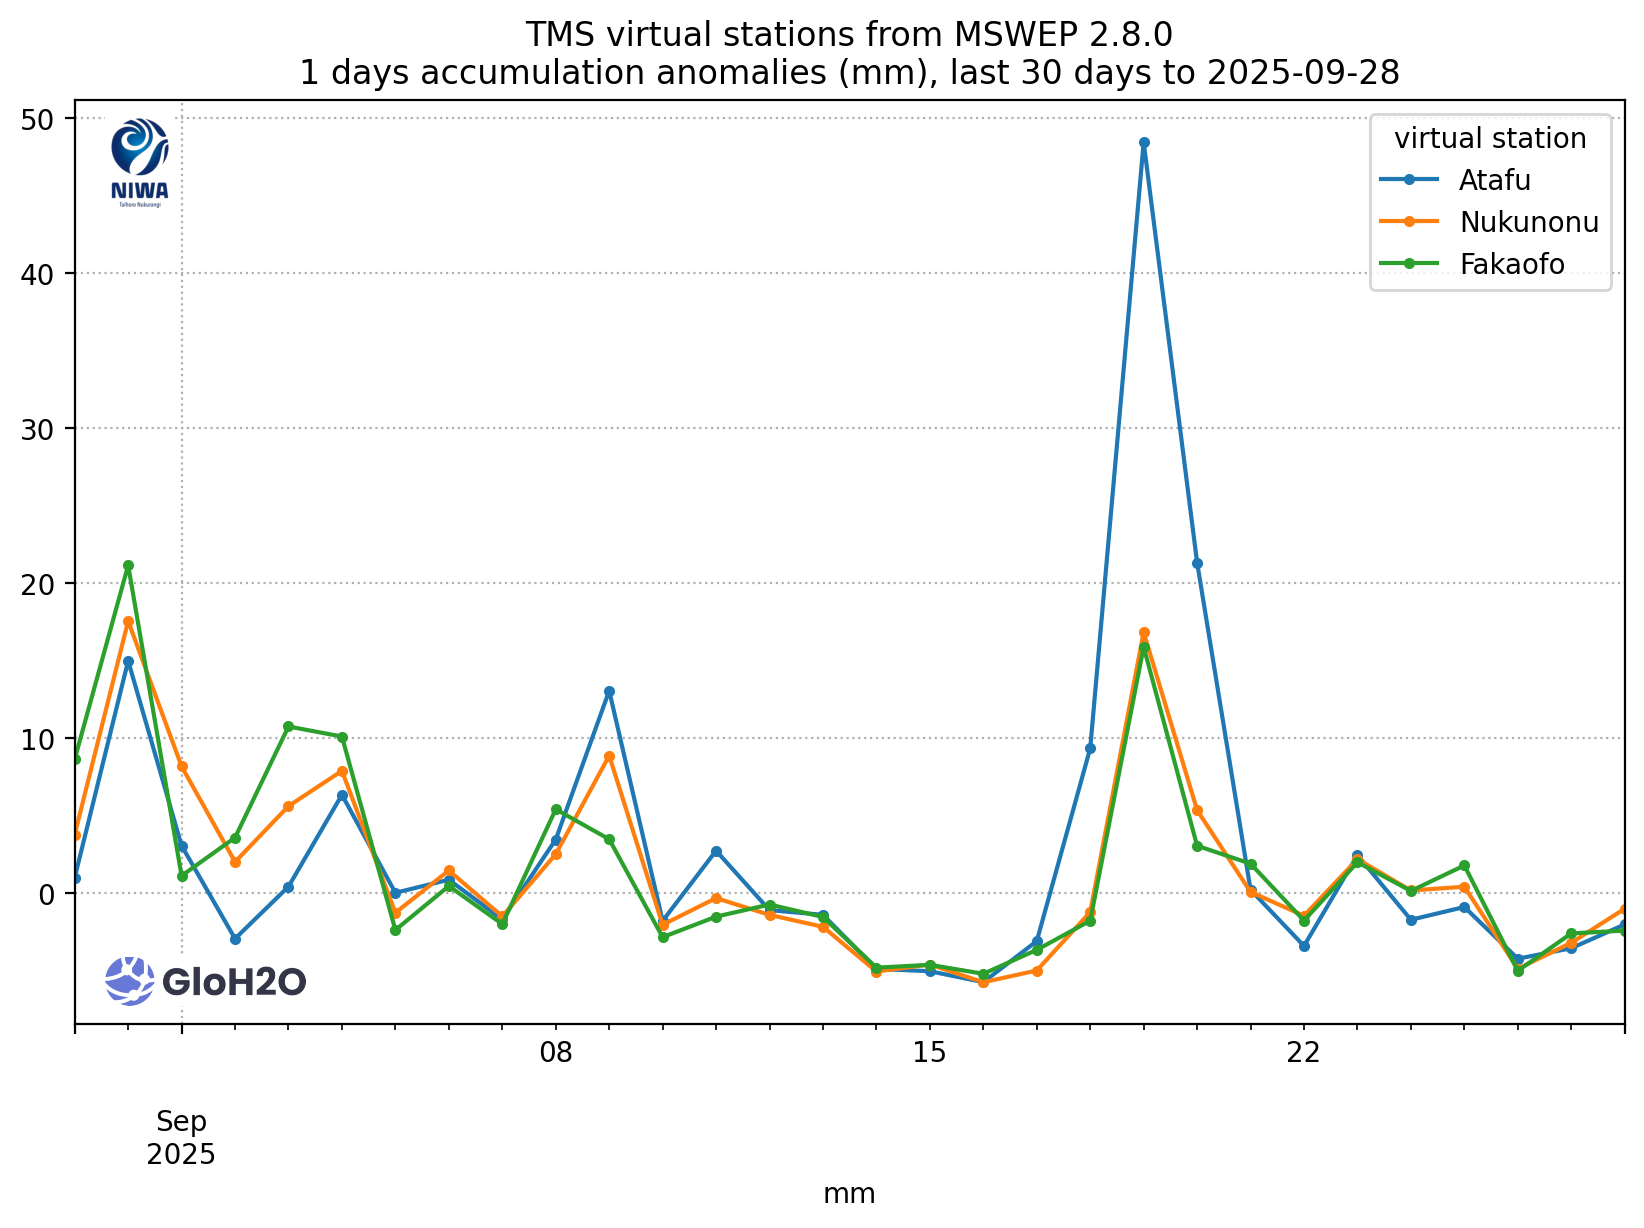 TMS virtual stations from MSWEP 2.8.0
1 days accumulation anomalies (mm), last 30 days to 2025-09-28
50
40
30
20
10
0
NIWA
Taihoro Nukurangi
virtual station
Atafu
Nukunonu
Fakaofo
GloH2O
08
15
22
Sep
2025
mm